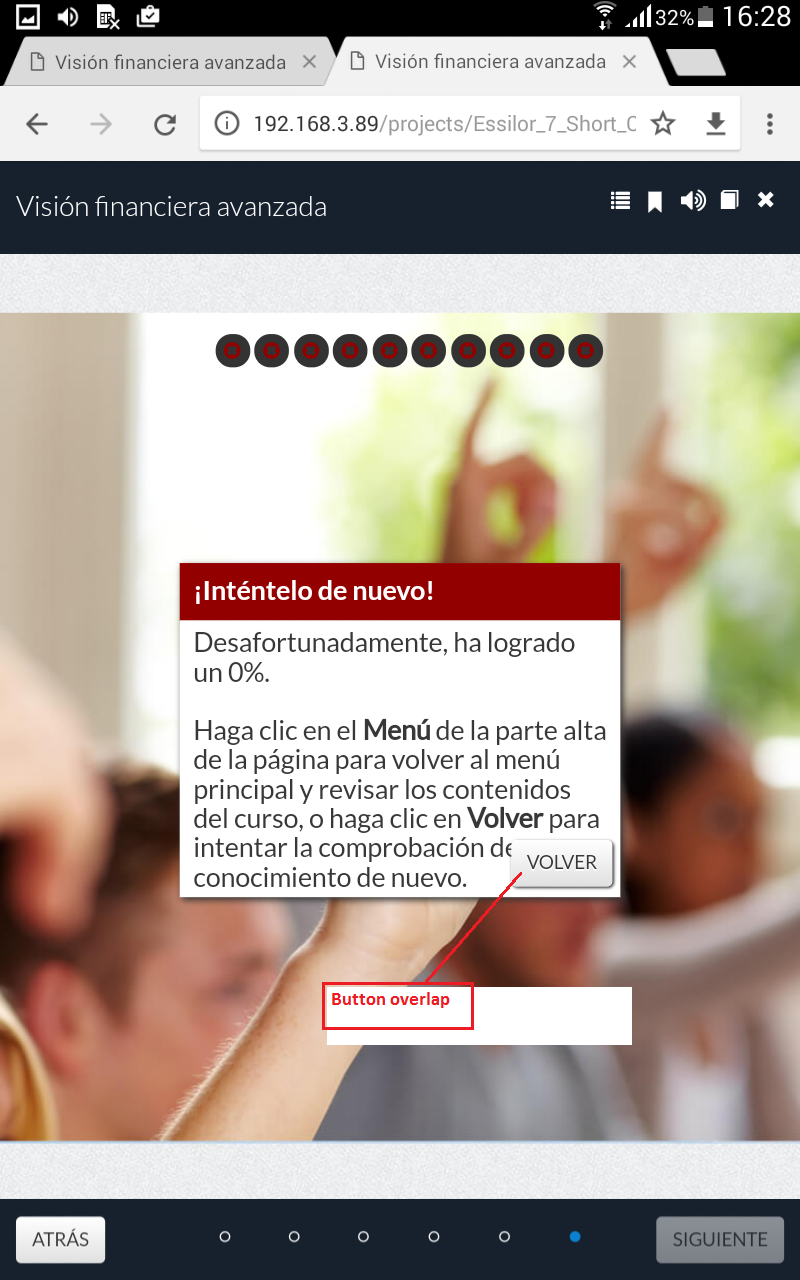 32% 16:28
Visión financiera avanzada Visión financiera avanzada
192.168.3.89/projects/Essilor_7_Short_C
Visión financiera avanzada
¡Inténtelo de nuevo!
Desafortunadamente, ha logrado
un 0%.
Haga clic en el Menú de la parte alta
de la página para volver al menú
principal y revisar los contenidos
del curso, o haga clic en Volver para
intentar la comprobación de
conocimiento de nuevo.
VOLVER
Button overlap
ATRÁS SIGUIENTE